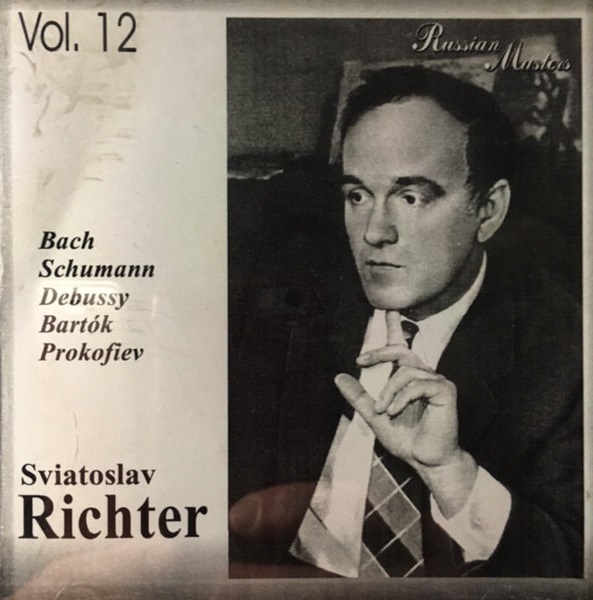 Vol. 12
Russian
Masters
Bach
Schumann
Debussy
Bartók
Prokofiev
Sviatoslav
Richter